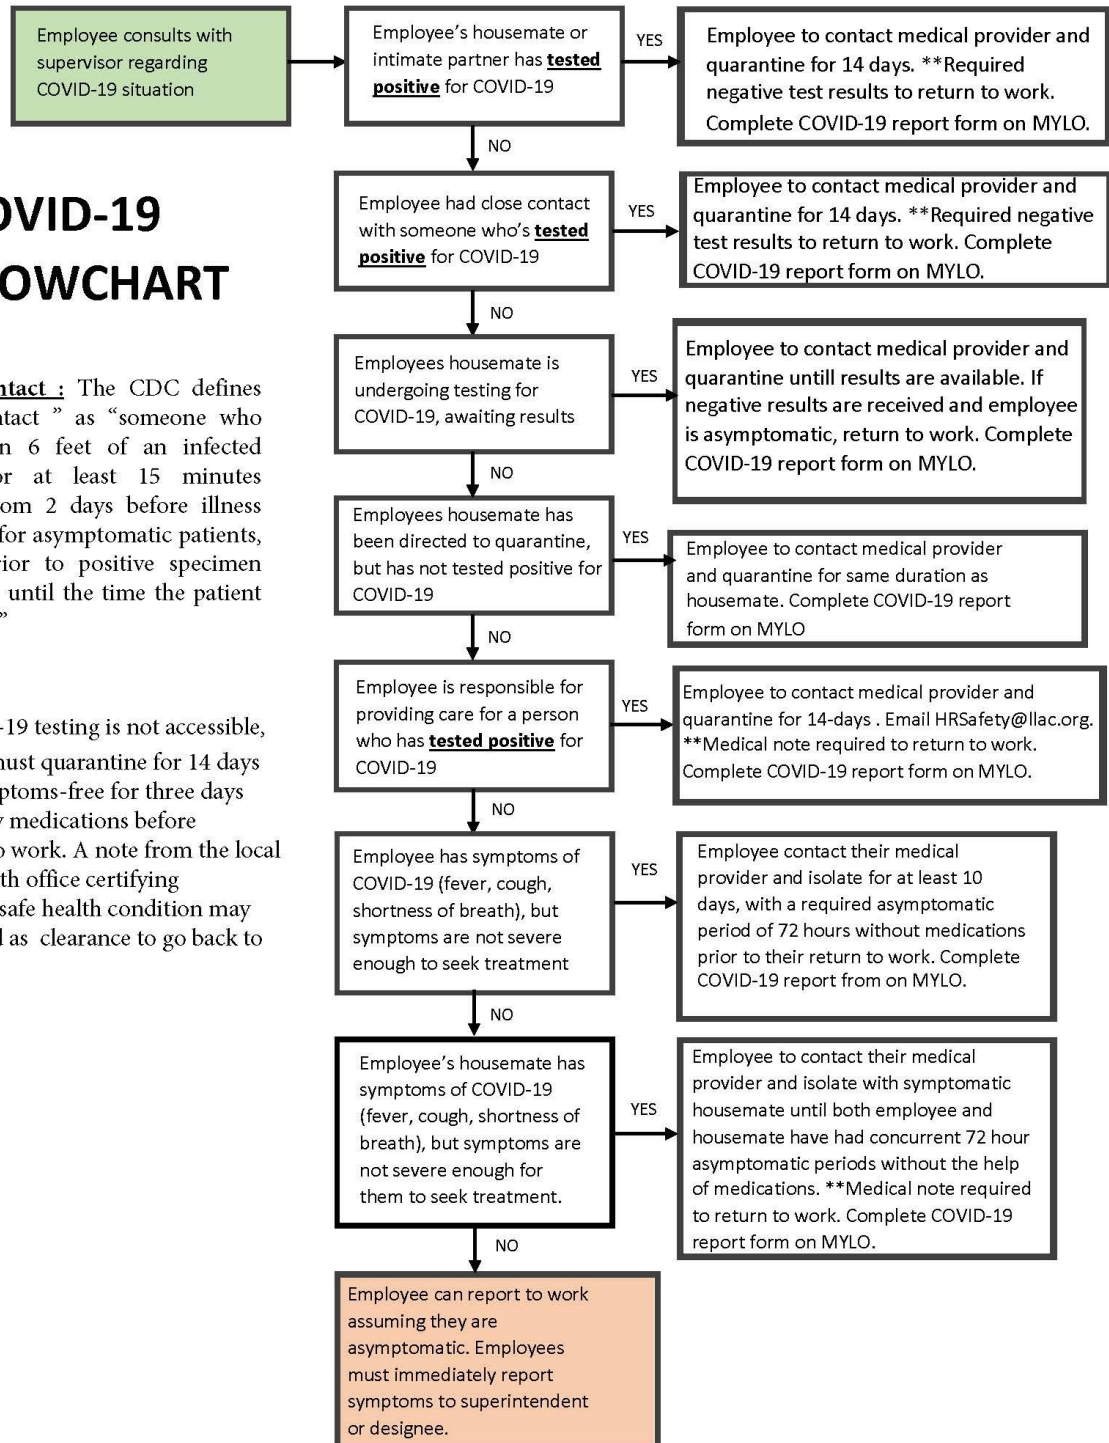 Employee consults with
supervisor regarding
COVID-19 situation
Employee's housemate or
intimate partner has tested
positive for COVID-19
YES
Employee to contact medical provider and
quarantine for 14 days. **Required
negative test results to return to work.
Complete COVID-19 report form on MYLO.
NO
OVID-19
OWCHART
Employee had close contact
with someone who's tested
positive for COVID-19
YES
Employee to contact medical provider and
quarantine for 14 days. **Required negative
test results to return to work. Complete
COVID-19 report form on MYLO.
NO
ntact : The CDC defines
ntact ” as “someone who
n 6 feet of an infected
or at least 15 minutes
om 2 days before illness
for asymptomatic patients,
rior to positive specimen
until the time the patient
”
Employees housemate is
undergoing testing for
COVID-19, awaiting results
YES
Employee to contact medical provider and
quarantine untill results are available. If
negative results are received and employee
is asymptomatic, return to work. Complete
COVID-19 report form on MYLO.
NO
Employees housemate has
been directed to quarantine,
but has not tested positive for
COVID-19
YES
Employee to contact medical provider
and quarantine for same duration as
housemate. Complete COVID-19 report
form on MYLO
NO
-19 testing is not accessible,
must quarantine for 14 days
ptoms-free for three days
y medications before
o work. A note from the local
th office certifying
safe health condition may
d as clearance to go back to
Employee is responsible for
providing care for a person
who has tested positive for
COVID-19
YES
Employee to contact medical provider and
quarantine for 14-days . Email HRSafety@llac.org.
**Medical note required to return to work.
Complete COVID-19 report form on MYLO.
NO
Employee has symptoms of
COVID-19 (fever, cough,
shortness of breath), but
symptoms are not severe
enough to seek treatment
YES
Employee contact their medical
provider and isolate for at least 10
days, with a required asymptomatic
period of 72 hours without medications
prior to their return to work. Complete
COVID-19 report from on MYLO.
NO
Employee's housemate has
symptoms of COVID-19
(fever, cough, shortness of
breath), but symptoms are
not severe enough for
them to seek treatment.
YES
Employee to contact their medical
provider and isolate with symptomatic
housemate until both employee and
housemate have had concurrent 72 hour
asymptomatic periods without the help
of medications. **Medical note required
to return to work. Complete COVID-19
report form on MYLO.
NO
Employee can report to work
assuming they are
asymptomatic. Employees
must immediately report
symptoms to superintendent
or designee.